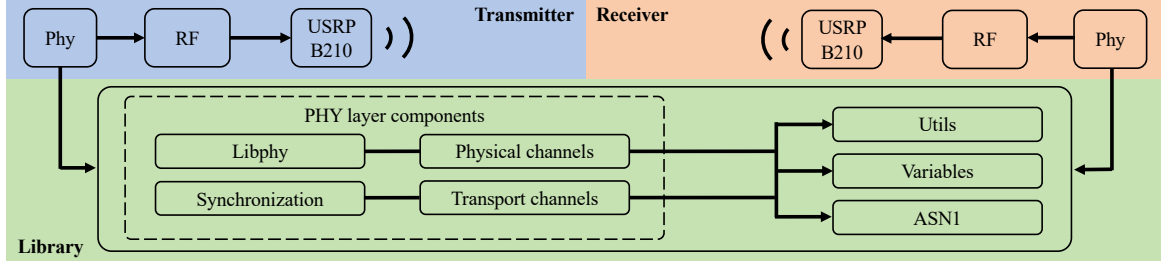 Transmitter
Receiver
Phy
RF
USRP
B210
USRP
B210
RF
Phy
PHY layer components
Libphy
Physical channels
Synchronization
Transport channels
Utils
Variables
ASN1
Library